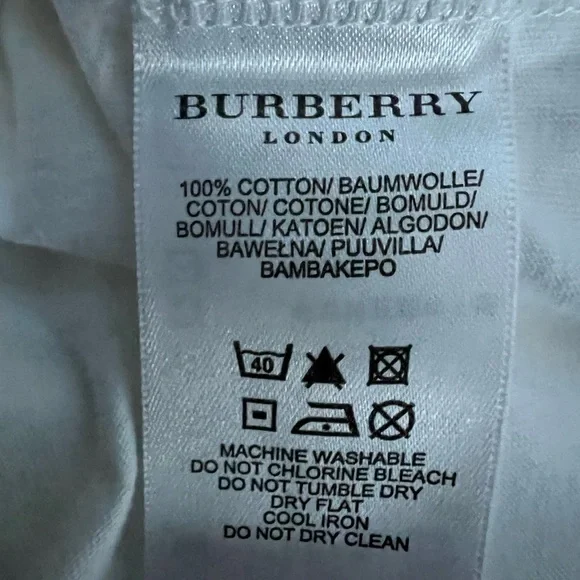 BURBERRY
LONDON
100% COTTON/ BAUMWOLLE/
COTON/ COTONE/ BOMULD/
BOMULL/ KATOEN/ ALGODON/
BAWEŁNA/ PUUVILLA/
BAMBAKEPO
40
MACHINE WASHABLE
DO NOT CHLORINE BLEACH
DO NOT TUMBLE DRY
DRY FLAT
COOL IRON
DO NOT DRY CLEAN